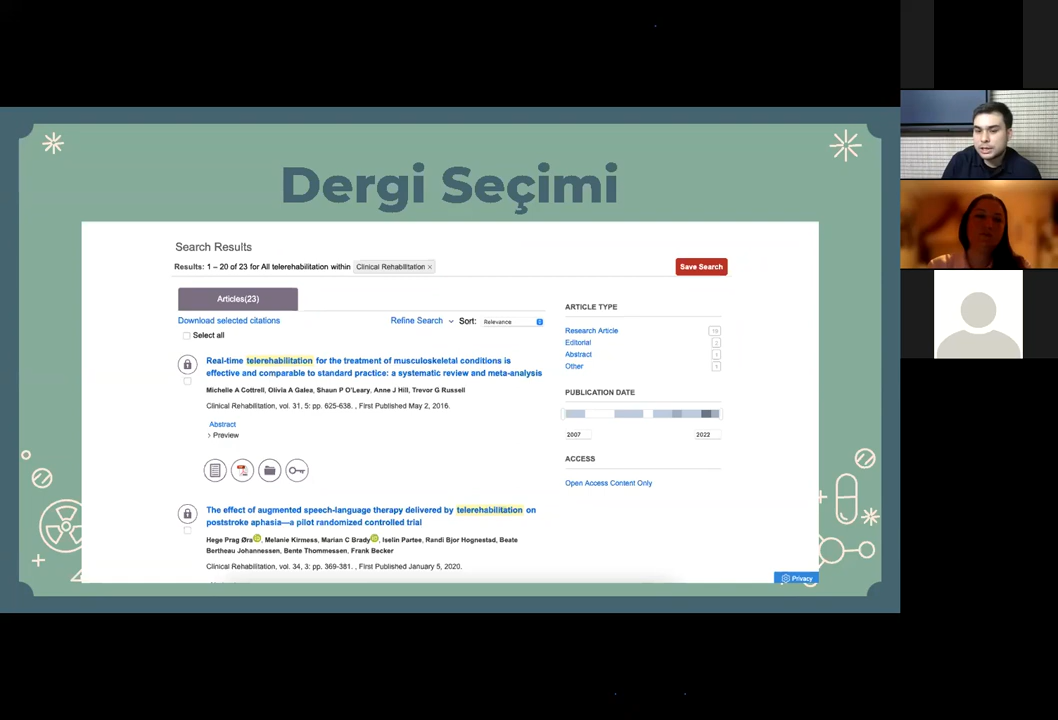 Dergi Seçimi
Search Results
Results: 1 – 20 of 23 for All telerehabilitation within Clinical Rehabilitation ×
Save Search
Articles(23)
Download selected citations
Refine Search Sort: Relevance
Select all
Real-time telerehabilitation for the treatment of musculoskeletal conditions is
effective and comparable to standard practice: a systematic review and meta-analysis
Michelle A Cottrell, Olivia A Galea, Shaun P O'Leary, Anne J Hill, Trevor G Russell
Clinical Rehabilitation, vol. 31, 5: pp. 625-638. , First Published May 2, 2016.
Abstract
> Preview
The effect of augmented speech-language therapy delivered by telerehabilitation on
poststroke aphasia—a pilot randomized controlled trial
Hege Prag Øra, Melanie Kirmess, Marian C Brady, Iselin Partee, Randi Bjor Hognestad, Beate
Bertheau Johannessen, Bente Thommessen, Frank Becker
Clinical Rehabilitation, vol. 34, 3: pp. 369-381. , First Published January 5, 2020.
ARTICLE TYPE
Research Article 19
Editorial 2
Abstract 1
Other 1
PUBLICATION DATE
2007 2022
ACCESS
Open Access Content Only
Privacy